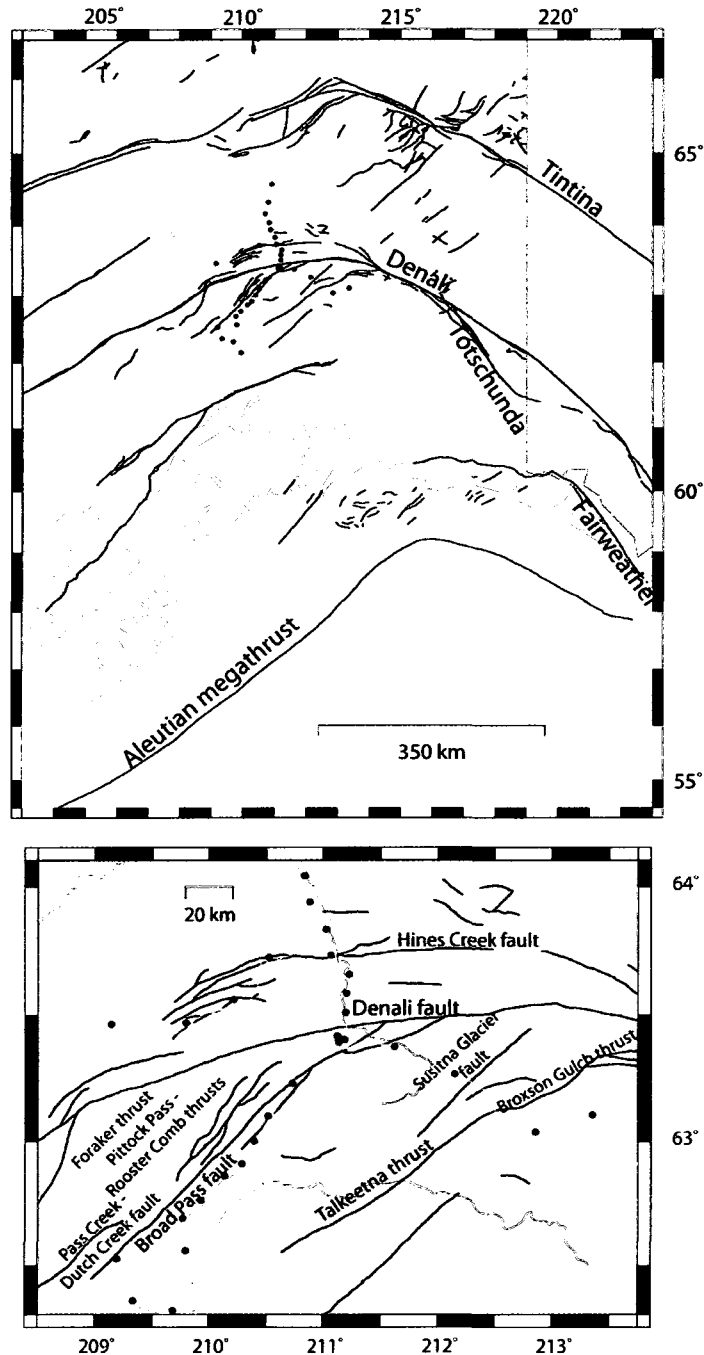 205° 210° 215° 220°
65°
Tintina
Denali
Totschunda
60°
Fairweather
Aleutian megathrust
350 km
55°
64°
20 km
Hines Creek fault
Denali fault
Susitna Glacier
fault
Broxson Gulch thrust
Foraker thrust
Pittock Pass -
Rooster Comb thrusts
63°
Pass Creek -
Dutch Creek fault
Broad Pass fault
Talkeetna thrust
209° 210° 211° 212° 213°